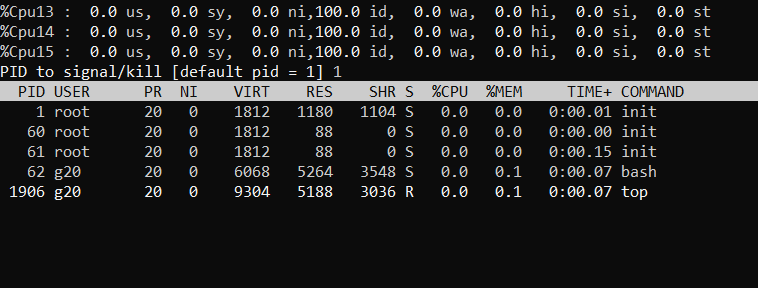 %Cpu13 :  0.0 us,  0.0 sy,  0.0 ni,100.0 id,  0.0 wa,  0.0 hi,  0.0 si,  0.0 st
%Cpu14 :  0.0 us,  0.0 sy,  0.0 ni,100.0 id,  0.0 wa,  0.0 hi,  0.0 si,  0.0 st
%Cpu15 :  0.0 us,  0.0 sy,  0.0 ni,100.0 id,  0.0 wa,  0.0 hi,  0.0 si,  0.0 st
PID to signal/kill [default pid = 1] 1
  PID USER      PR  NI    VIRT    RES    SHR S  %CPU  %MEM     TIME+ COMMAND
    1 root      20   0    1812   1180   1104 S   0.0   0.0   0:00.01 init
   60 root      20   0    1812     88      0 S   0.0   0.0   0:00.00 init
   61 root      20   0    1812     88      0 S   0.0   0.0   0:00.15 init
   62 g20       20   0    6068   5264   3548 S   0.0   0.1   0:00.07 bash
 1906 g20       20   0    9304   5188   3036 R   0.0   0.1   0:00.07 top